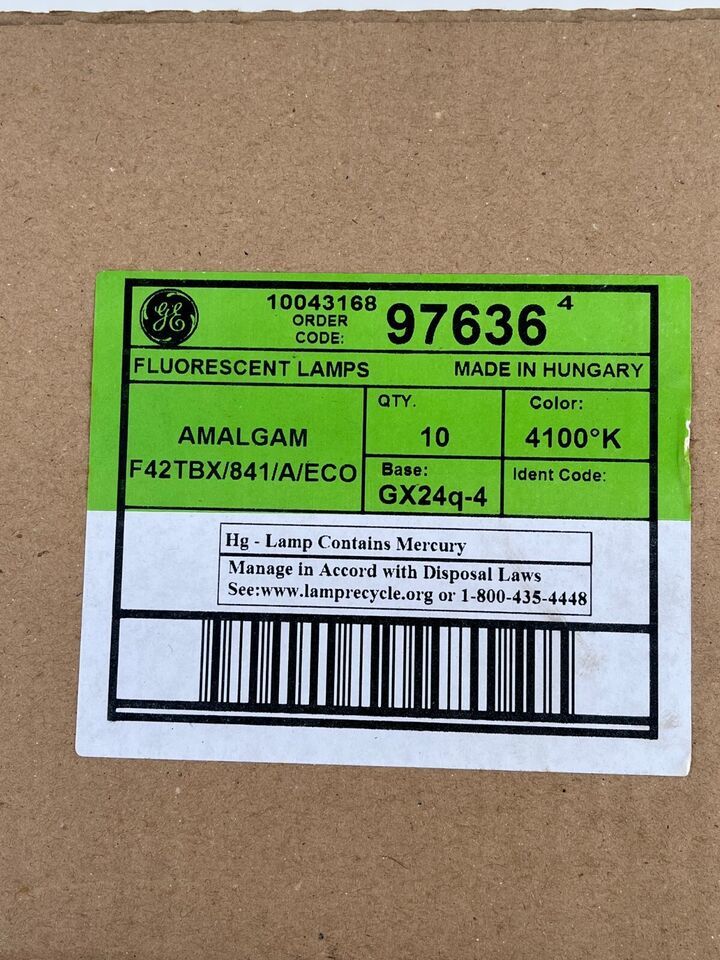 GE
10043168
ORDER CODE: 97636 4
FLUORESCENT LAMPS MADE IN HUNGARY
AMALGAM
F42TBX/841/A/ECO
QTY.
10
Color:
4100°K
Base:
GX24q-4
Ident Code:
Hg - Lamp Contains Mercury
Manage in Accord with Disposal Laws
See:www.lamprecycle.org or 1-800-435-4448